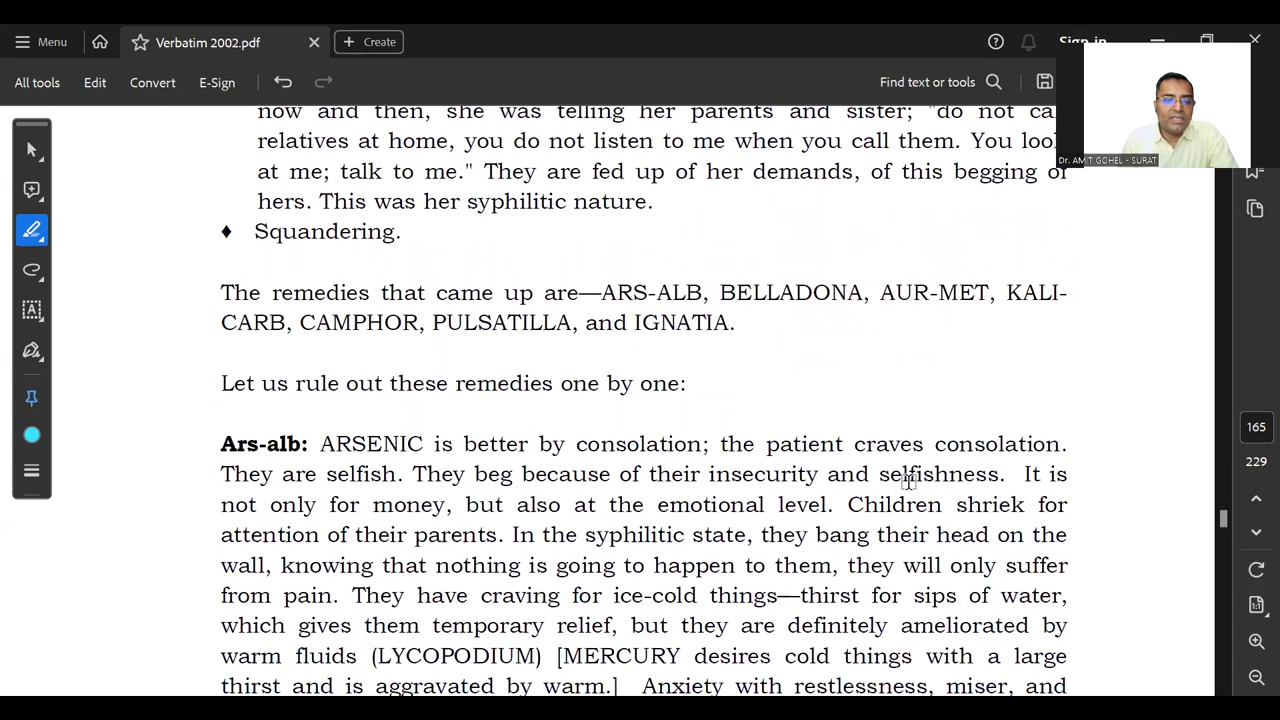 Menu
Verbatim 2002.pdf
Create
All tools
Edit
Convert
E-Sign
Find text or tools
Dr. AMIT GOHEL - SURAT
now and then, she was telling her parents and sister; "do not
relatives at home, you do not listen to me when you call them. You
at me; talk to me." They are fed up of her demands, of this begging
hers. This was her syphilitic nature.
♦ Squandering.
The remedies that came up are—ARS-ALB, BELLADONA, AUR-MET, KALI-
CARB, CAMPHOR, PULSATILLA, and IGNATIA.
Let us rule out these remedies one by one:
Ars-alb: ARSENIC is better by consolation; the patient craves consolation.
They are selfish. They beg because of their insecurity and selfishness. It is
not only for money, but also at the emotional level. Children shriek for
attention of their parents. In the syphilitic state, they bang their head on the
wall, knowing that nothing is going to happen to them, they will only suffer
from pain. They have craving for ice-cold things—thirst for sips of water,
which gives them temporary relief, but they are definitely ameliorated by
warm fluids (LYCOPODIUM) [MERCURY desires cold things with a large
thirst and is aggravated by warm.] Anxiety with restlessness, miser, and
165
229
1:1